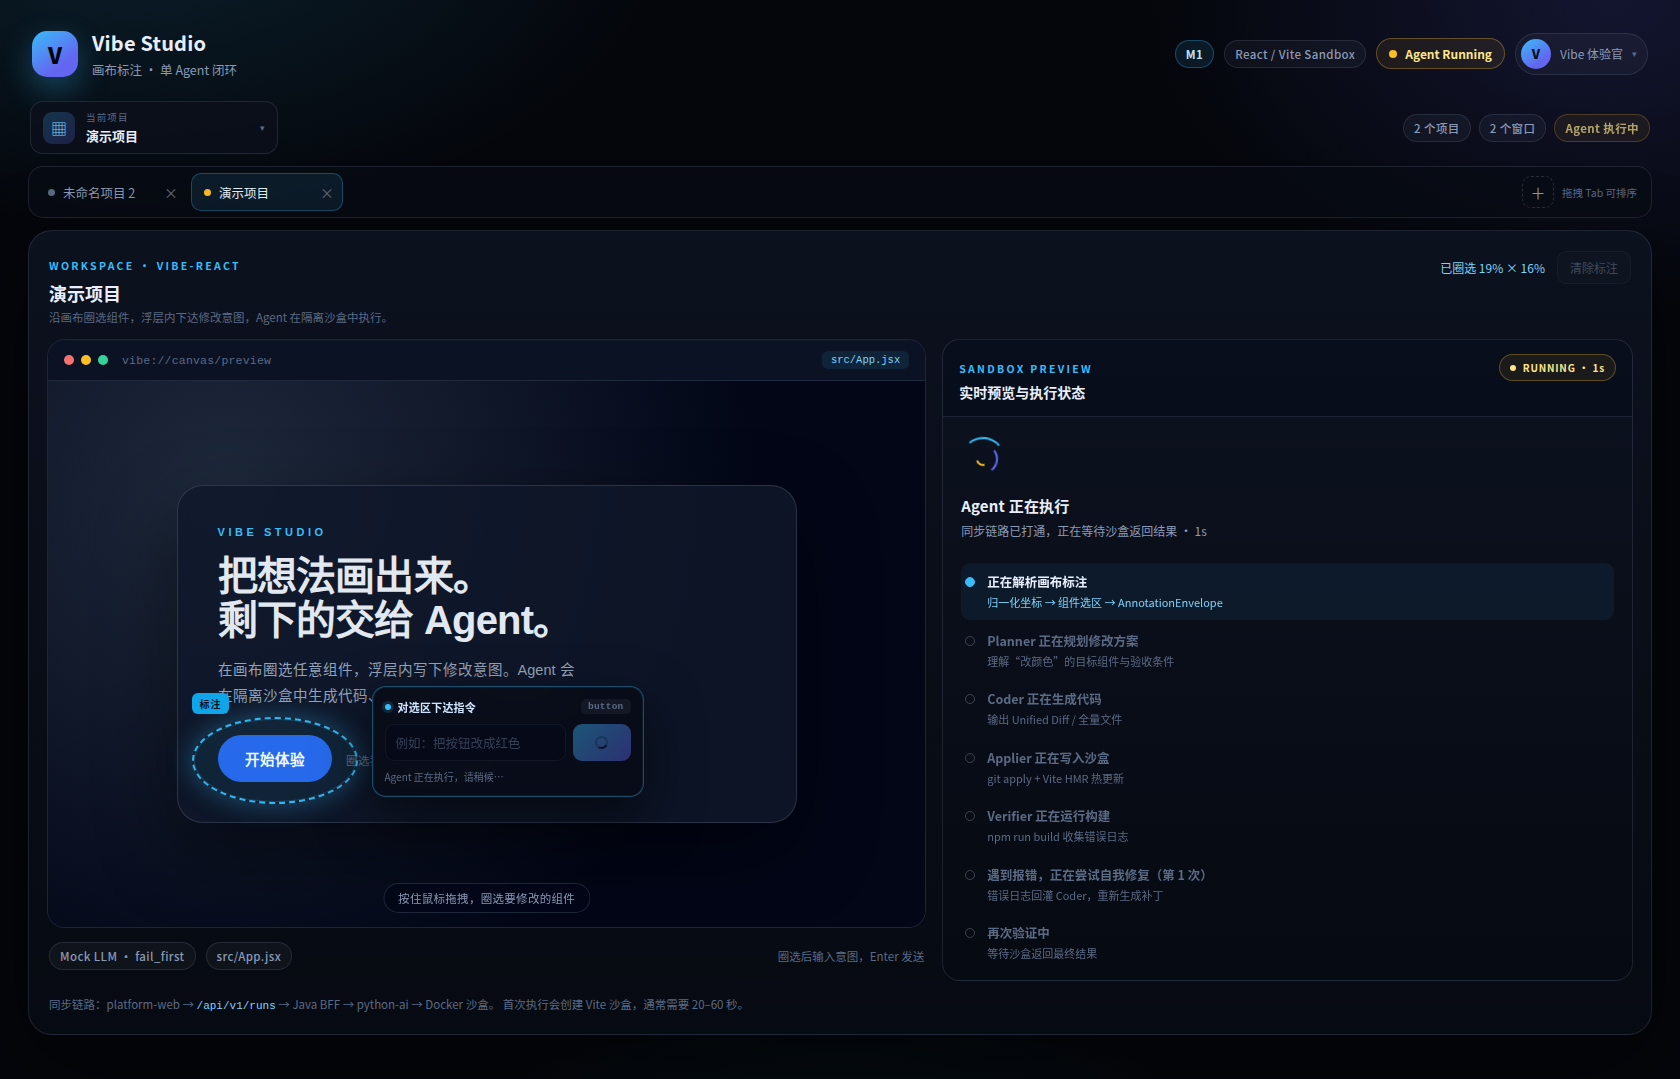 V
Vibe Studio
画布标注 · 单 Agent 闭环
M1
React / Vite Sandbox
Agent Running
V
Vibe 体验官
当前项目
演示项目
2 个项目
2 个窗口
Agent 执行中
未命名项目 2
演示项目
拖拽 Tab 可排序
WORKSPACE · VIBE-REACT
演示项目
沿画布圈选组件，浮层内下达修改意图，Agent 在隔离沙盒中执行。
已圈选 19% × 16%
清除标注
vibe://canvas/preview
src/App.jsx
VIBE STUDIO
把想法画出来。
剩下的交给 Agent。
在画布圈选任意组件，浮层内写下修改意图。Agent 会
在隔离沙盒中生成代码、
标注
开始体验
圈选
对选区下达指令
button
例如：把按钮改成红色
Agent 正在执行，请稍候…
按住鼠标拖拽，圈选要修改的组件
Mock LLM · fail_first
src/App.jsx
圈选后输入意图，Enter 发送
SANDBOX PREVIEW
实时预览与执行状态
RUNNING · 1s
Agent 正在执行
同步链路已打通，正在等待沙盒返回结果 · 1s
正在解析画布标注
归一化坐标 → 组件选区 → AnnotationEnvelope
Planner 正在规划修改方案
理解“改颜色”的目标组件与验收条件
Coder 正在生成代码
输出 Unified Diff / 全量文件
Applier 正在写入沙盒
git apply + Vite HMR 热更新
Verifier 正在运行构建
npm run build 收集错误日志
遇到报错，正在尝试自我修复（第 1 次）
错误日志回灌 Coder，重新生成补丁
再次验证中
等待沙盒返回最终结果
同步链路：platform-web → /api/v1/runs → Java BFF → python-ai → Docker 沙盒。 首次执行会创建 Vite 沙盒，通常需要 20–60 秒。